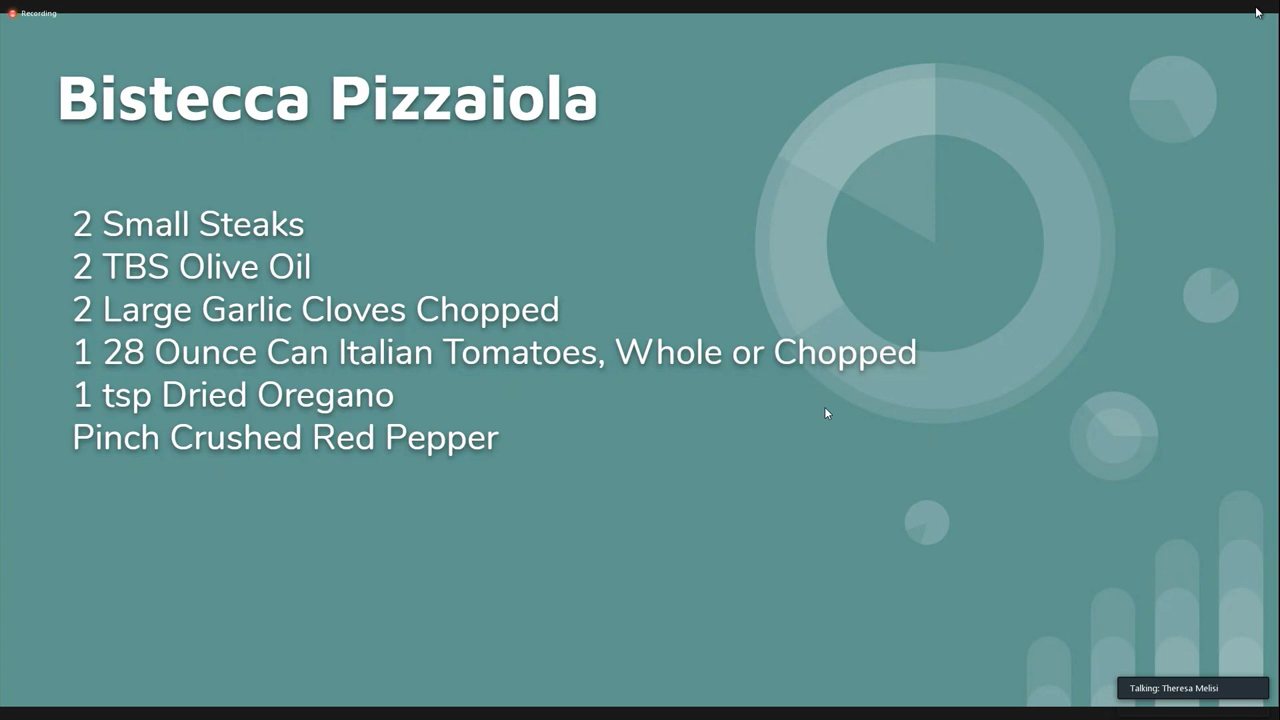 Recording
Bistecca Pizzaiola
2 Small Steaks
2 TBS Olive Oil
2 Large Garlic Cloves Chopped
1 28 Ounce Can Italian Tomatoes, Whole or Chopped
1 tsp Dried Oregano
Pinch Crushed Red Pepper
Talking: Theresa Melisi